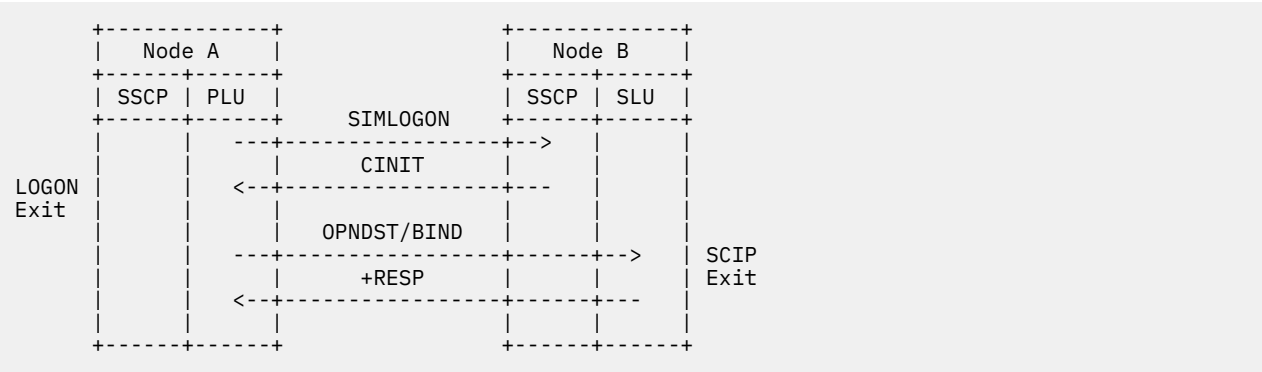 Node A Node B
SSCP PLU SSCP SLU
SIMLOGON
CINIT
LOGON
Exit
OPNDST/BIND
SCIP
+RESP Exit